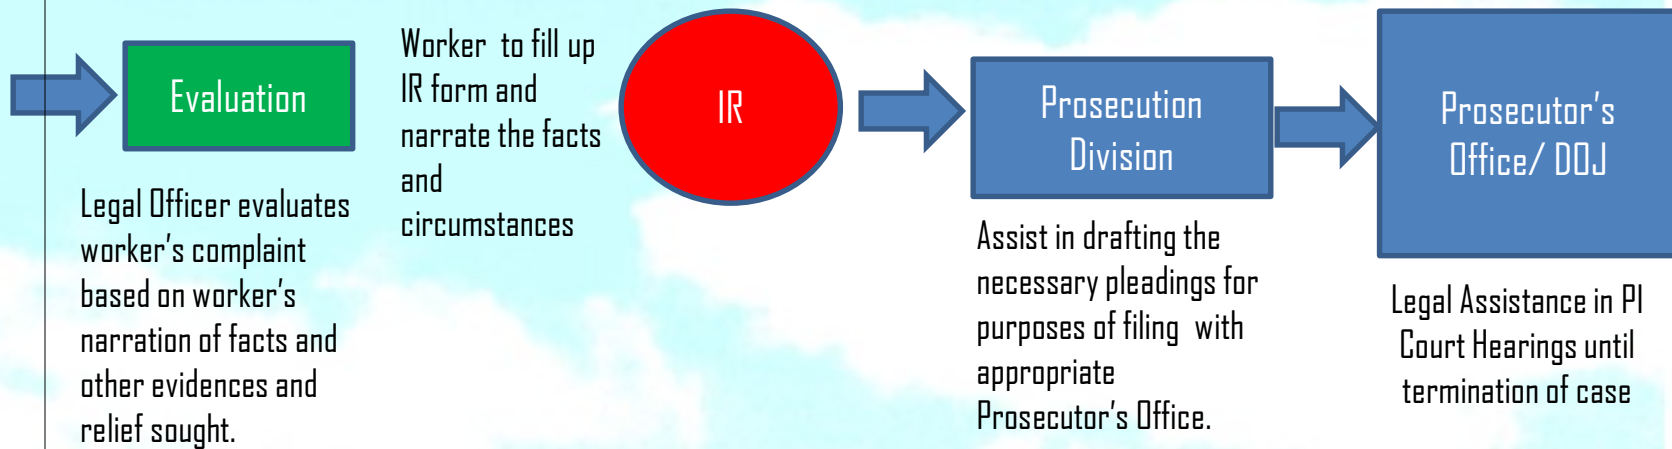 Evaluation
Legal Officer evaluates
worker's complaint
based on worker's
narration of facts and
other evidences and
relief sought.
Worker to fill up
IR form and
narrate the facts
and
circumstances
IR
Prosecution
Division
Assist in drafting the
necessary pleadings for
purposes of filing with
appropriate
Prosecutor's Office.
Prosecutor's
Office/ DOJ
Legal Assistance in PI
Court Hearings until
termination of case